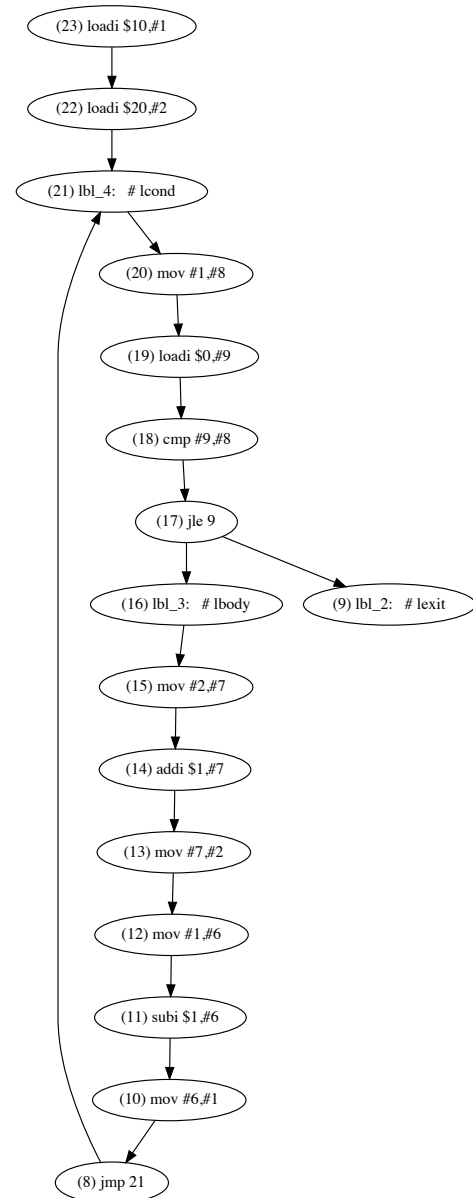 (23) loadi $10,#1
(22) loadi $20,#2
(21) lbl_4:   # lcond
(20) mov #1,#8
(19) loadi $0,#9
(18) cmp #9,#8
(17) jle 9
(16) lbl_3:   # lbody
(9) lbl_2:   # lexit
(15) mov #2,#7
(14) addi $1,#7
(13) mov #7,#2
(12) mov #1,#6
(11) subi $1,#6
(10) mov #6,#1
(8) jmp 21